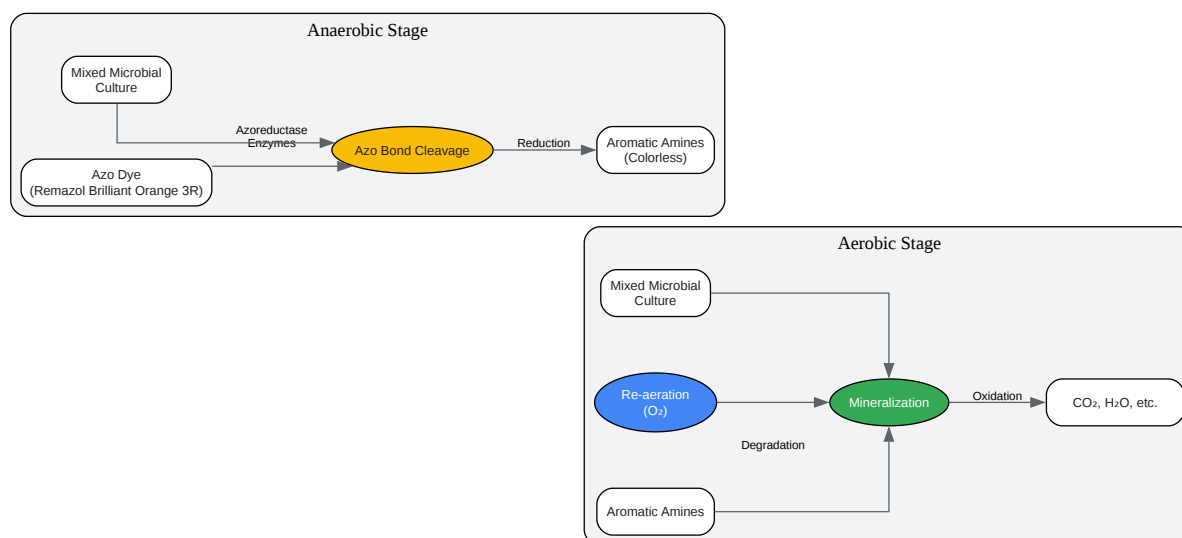 Anaerobic Stage
Mixed Microbial
Culture
Azoreductase
Enzymes
Azo Bond Cleavage
Reduction
Aromatic Amines
(Colorless)
Azo Dye
(Remazol Brilliant Orange 3R)
Aerobic Stage
Mixed Microbial
Culture
Re-aeration
(O₂)
Mineralization
Oxidation
CO₂, H₂O, etc.
Degradation
Aromatic Amines